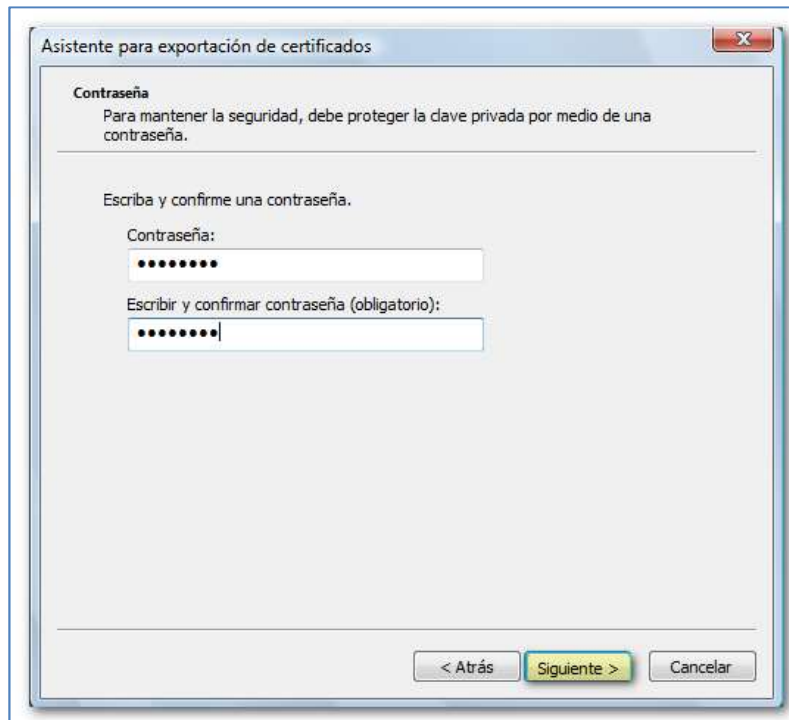 Asistente para exportación de certificados
Contraseña
Para mantener la seguridad, debe proteger la clave privada por medio de una
contraseña.
Escriba y confirme una contraseña.
Contraseña:
••••••••
Escribir y confirmar contraseña (obligatorio):
••••••••
< Atrás
Siguiente >
Cancelar